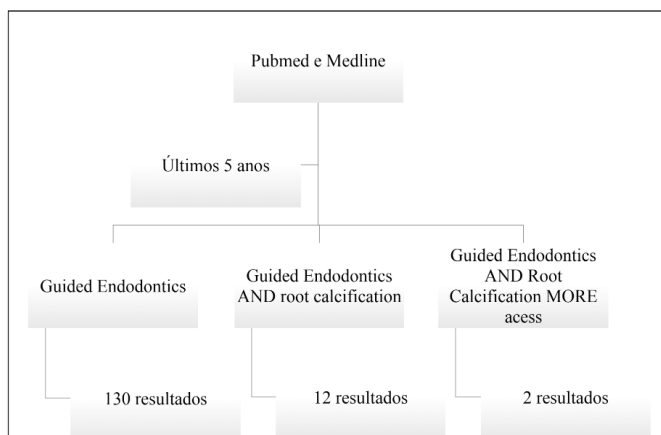 Pubmed e Medline
Últimos 5 anos
Guided Endodontics
Guided Endodontics
AND root calcification
Guided Endodontics
AND Root
Calcification MORE
acess
130 resultados
12 resultados
2 resultados